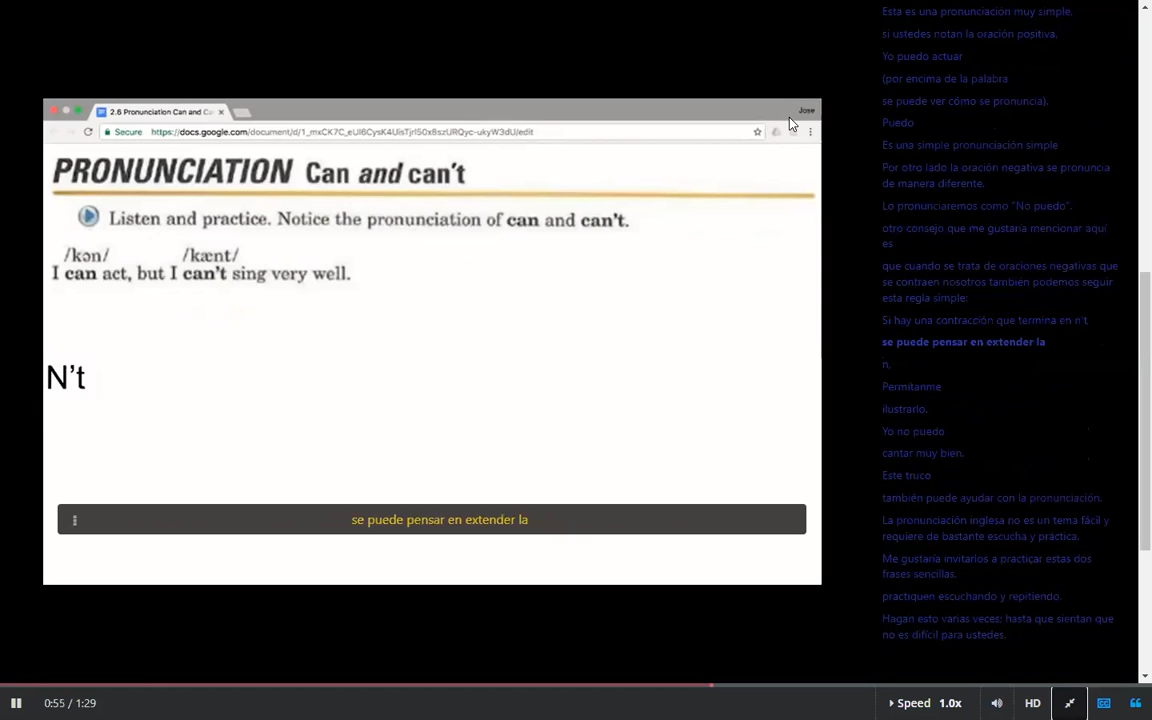 2.6 Pronunciation Can and Ca
Jose
Secure https://docs.google.com/document/d/1_mxCK7C_eUI6CysK4UisTjrlS0x8szURQyc-ukyW3dU/edit
PRONUNCIATION Can and can't
Listen and practice. Notice the pronunciation of can and can't.
/kən/ /kænt/
I can act, but I can't sing very well.
N't
se puede pensar en extender la
Esta es una pronunciación muy simple.
si ustedes notan la oración positiva,
Yo puedo actuar
(por encima de la palabra
se puede ver cómo se pronuncia).
Puedo
Es una simple pronunciación simple
Por otro lado la oración negativa se pronuncia
de manera diferente.
Lo pronunciaremos como "No puedo".
otro consejo que me gustaría mencionar aquí
es
que cuando se trata de oraciones negativas que
se contraen nosotros también podemos seguir
esta regla simple:
Si hay una contracción que termina en n't,
se puede pensar en extender la
n,
Permítanme
ilustrarlo.
Yo no puedo
cantar muy bien.
Este truco
también puede ayudar con la pronunciación.
La pronunciación inglesa no es un tema fácil y
requiere de bastante escucha y práctica.
Me gustaría invitarlos a practicar estas dos
frases sencillas.
practiquen escuchando y repitiendo.
Hagan esto varias veces: hasta que sientan que
no es difícil para ustedes.
0:55 / 1:29
Speed 1.0x
HD